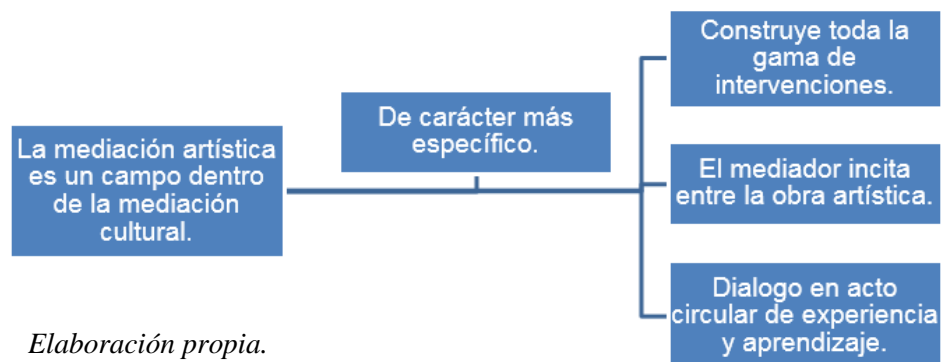 La mediación artística
es un campo dentro
de la mediación
cultural.
De carácter más
específico.
Construye toda la
gama de
intervenciones.
El mediador incita
entre la obra artística.
Dialogo en acto
circular de experiencia
y aprendizaje.
Elaboración propia.